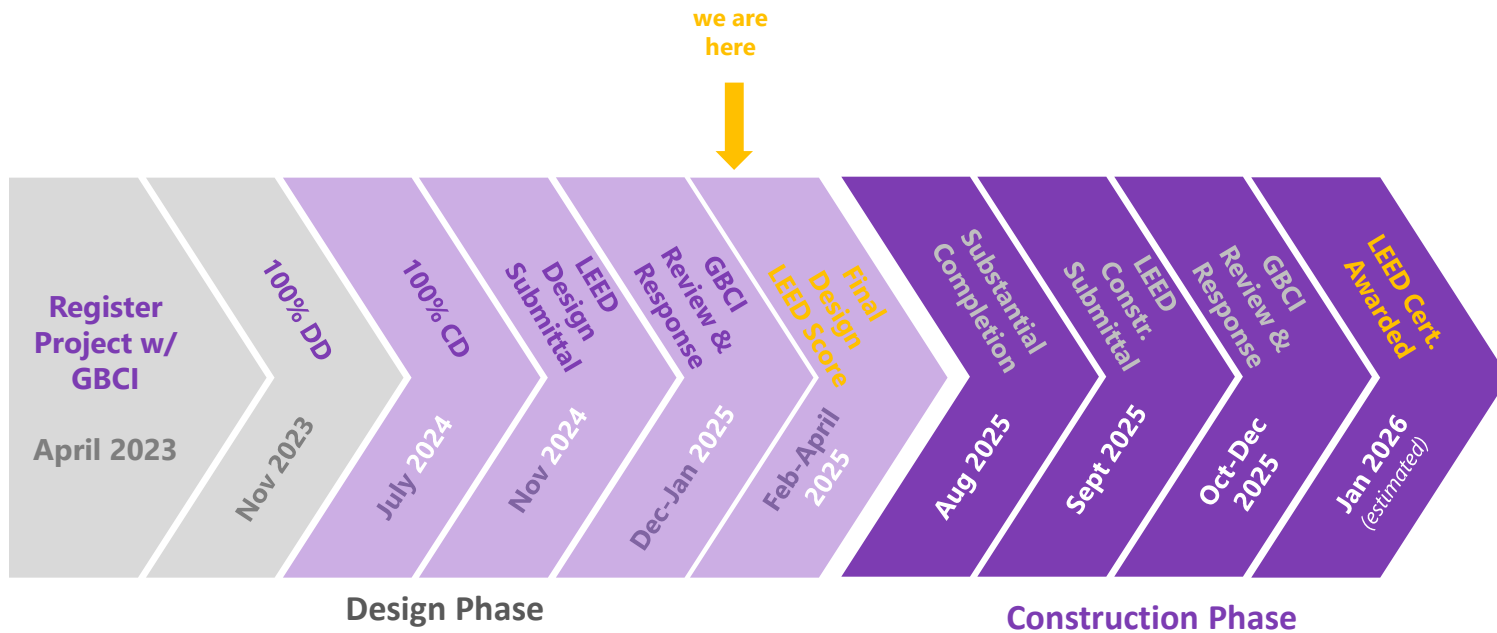 we are
here
Register
Project w/
GBCI
April 2023
100% DD
Nov 2023
100% CD
July 2024
LEED
Design
Submittal
Nov 2024
GBCI
Review &
Response
Dec-Jan 2025
Final
Design
LEED Score
Feb-April
2025
Substantial
Completion
Aug 2025
LEED
Constr.
Submittal
Sept 2025
GBCI
Review &
Response
Oct-Dec
2025
LEED Cert.
Awarded
Jan 2026
(estimated)
Design Phase
Construction Phase